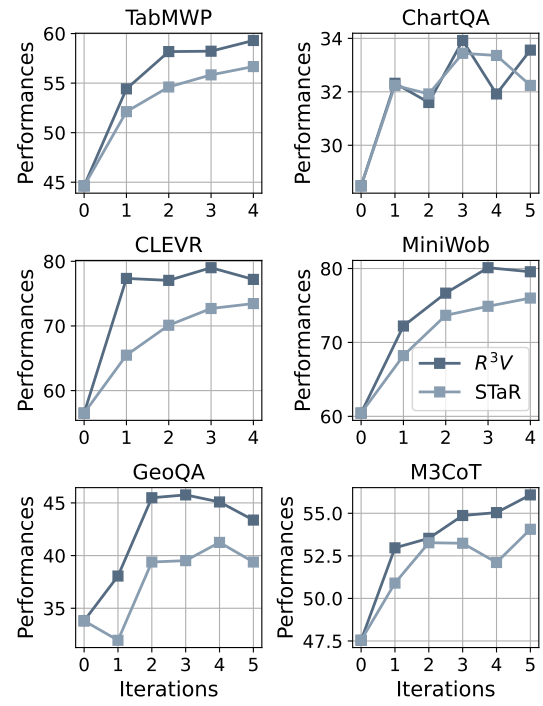 TabMWP
ChartQA
Performances
60
55
50
45
0 1 2 3 4
Performances
34
32
30
0 1 2 3 4 5
CLEVR
MiniWob
Performances
80
70
60
0 1 2 3 4
Performances
80
70
60
0 1 2 3 4
R³V
STaR
GeoQA
M3CoT
Performances
45
40
35
0 1 2 3 4 5
Iterations
Performances
55.0
52.5
50.0
47.5
0 1 2 3 4 5
Iterations